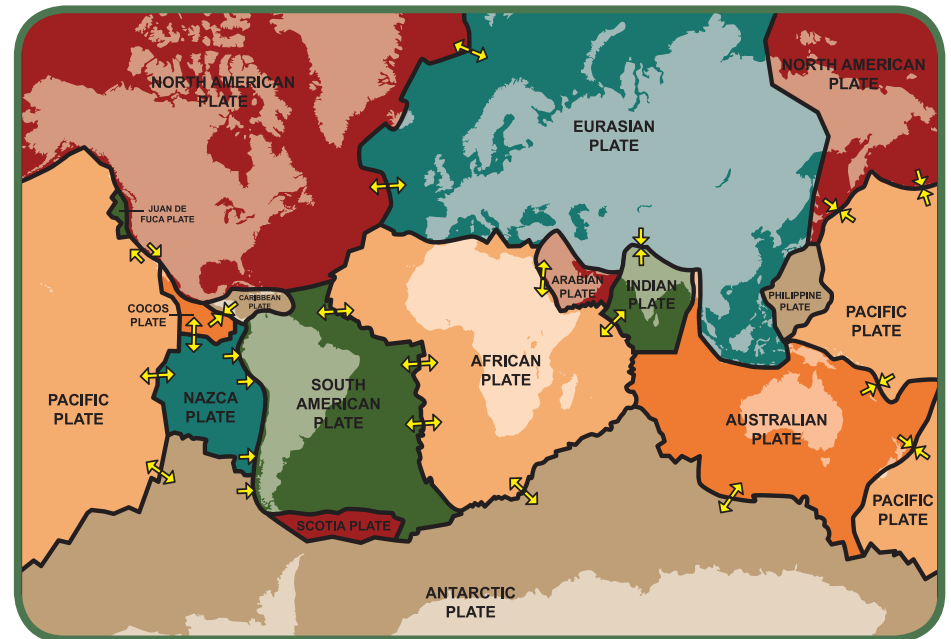 NORTH AMERICAN
PLATE
EURASIAN
PLATE
NORTH AMERICAN
PLATE
JUAN DE
FUCA PLATE
CARIBBEAN
PLATE
COCOS
PLATE
ARABIAN
PLATE
INDIAN
PLATE
PHILIPPINE
PLATE
PACIFIC
PLATE
PACIFIC
PLATE
NAZCA
PLATE
SOUTH
AMERICAN
PLATE
AFRICAN
PLATE
AUSTRALIAN
PLATE
PACIFIC
PLATE
SCOTIA PLATE
ANTARCTIC
PLATE